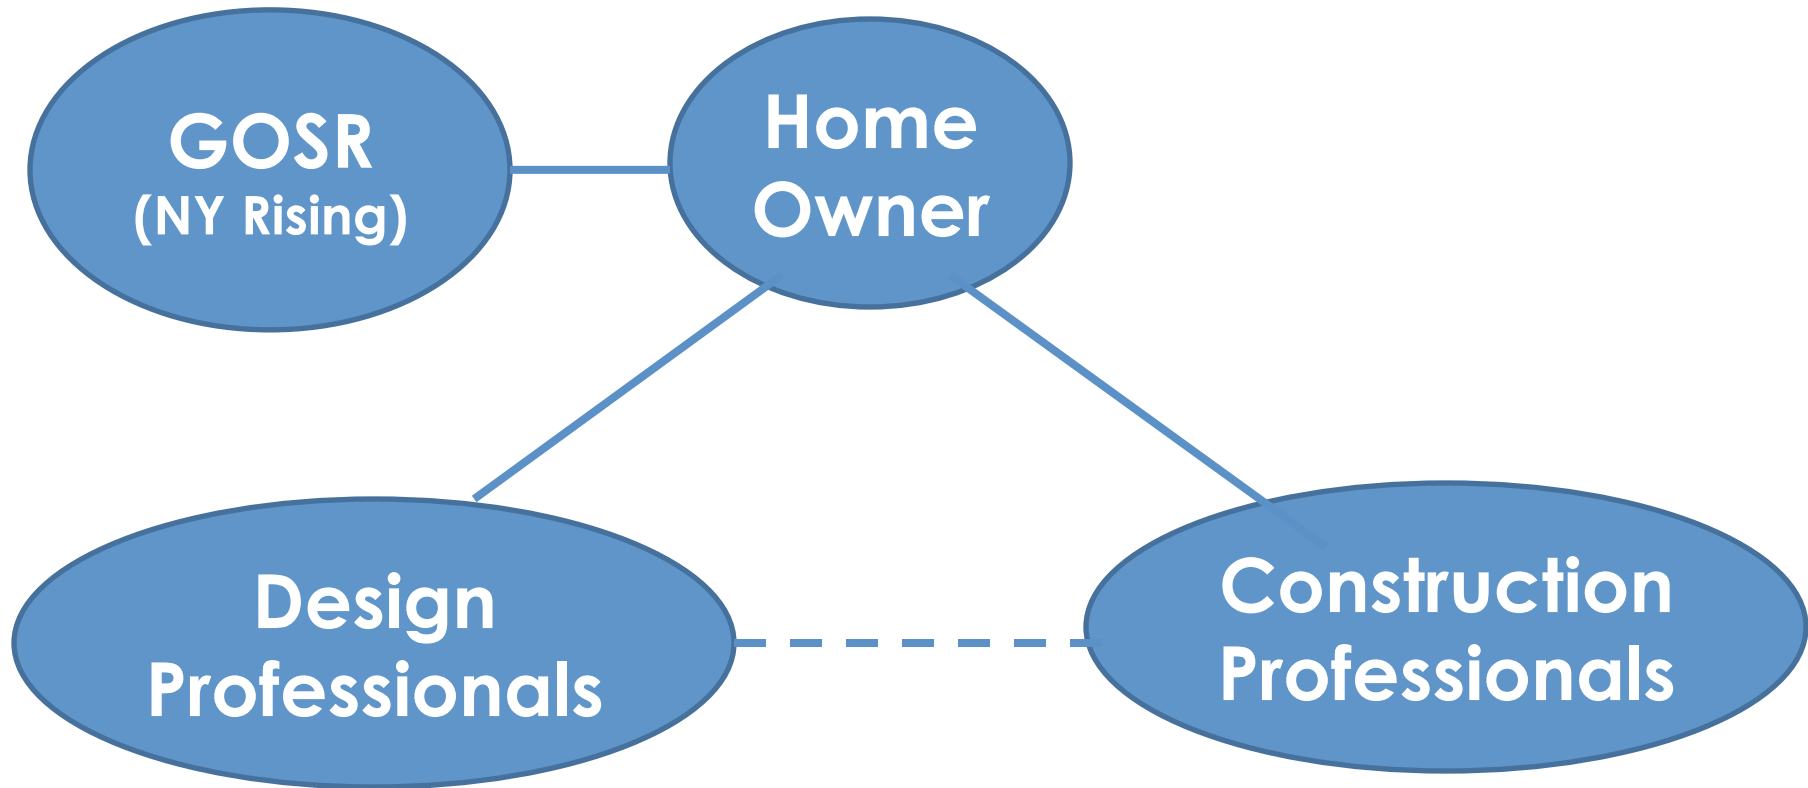 GOSR
(NY Rising)
Home
Owner
Design
Professionals
Construction
Professionals